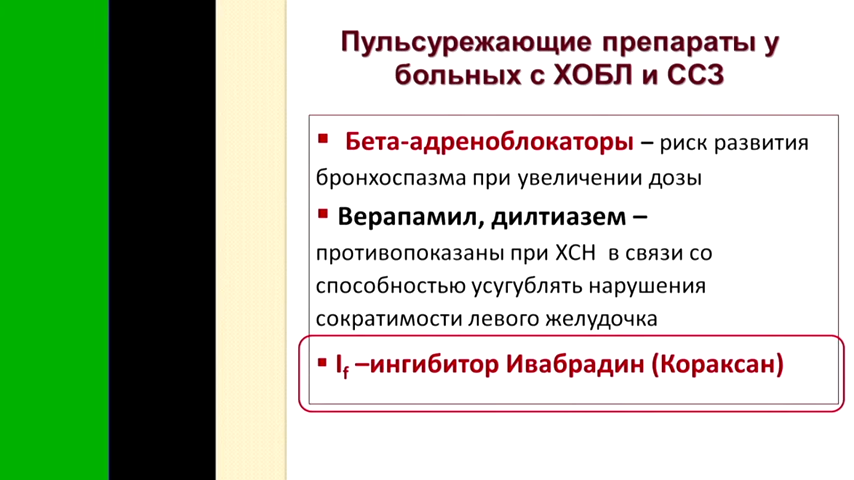 Пульсурежающие препараты у
больных с ХОБЛ и ССЗ
▪ Бета-адреноблокаторы – риск развития
бронхоспазма при увеличении дозы
▪ Верапамил, дилтиазем –
противопоказаны при ХСН в связи со
способностью усугублять нарушения
сократимости левого желудочка
▪ If –ингибитор Ивабрадин (Кораксан)